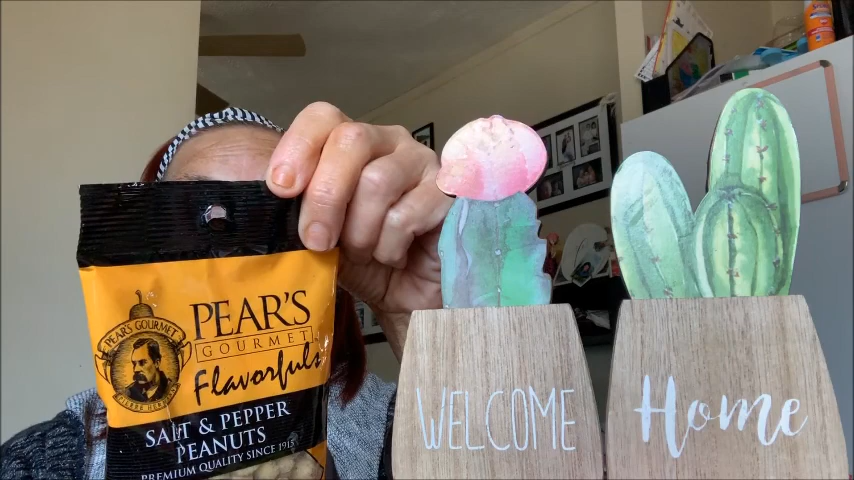 PEAR'S GOURMET
PEAR'S
GOURMET
Flavorfuls
SALT & PEPPER
PEANUTS
PREMIUM QUALITY SINCE 1915
WELCOME
Home